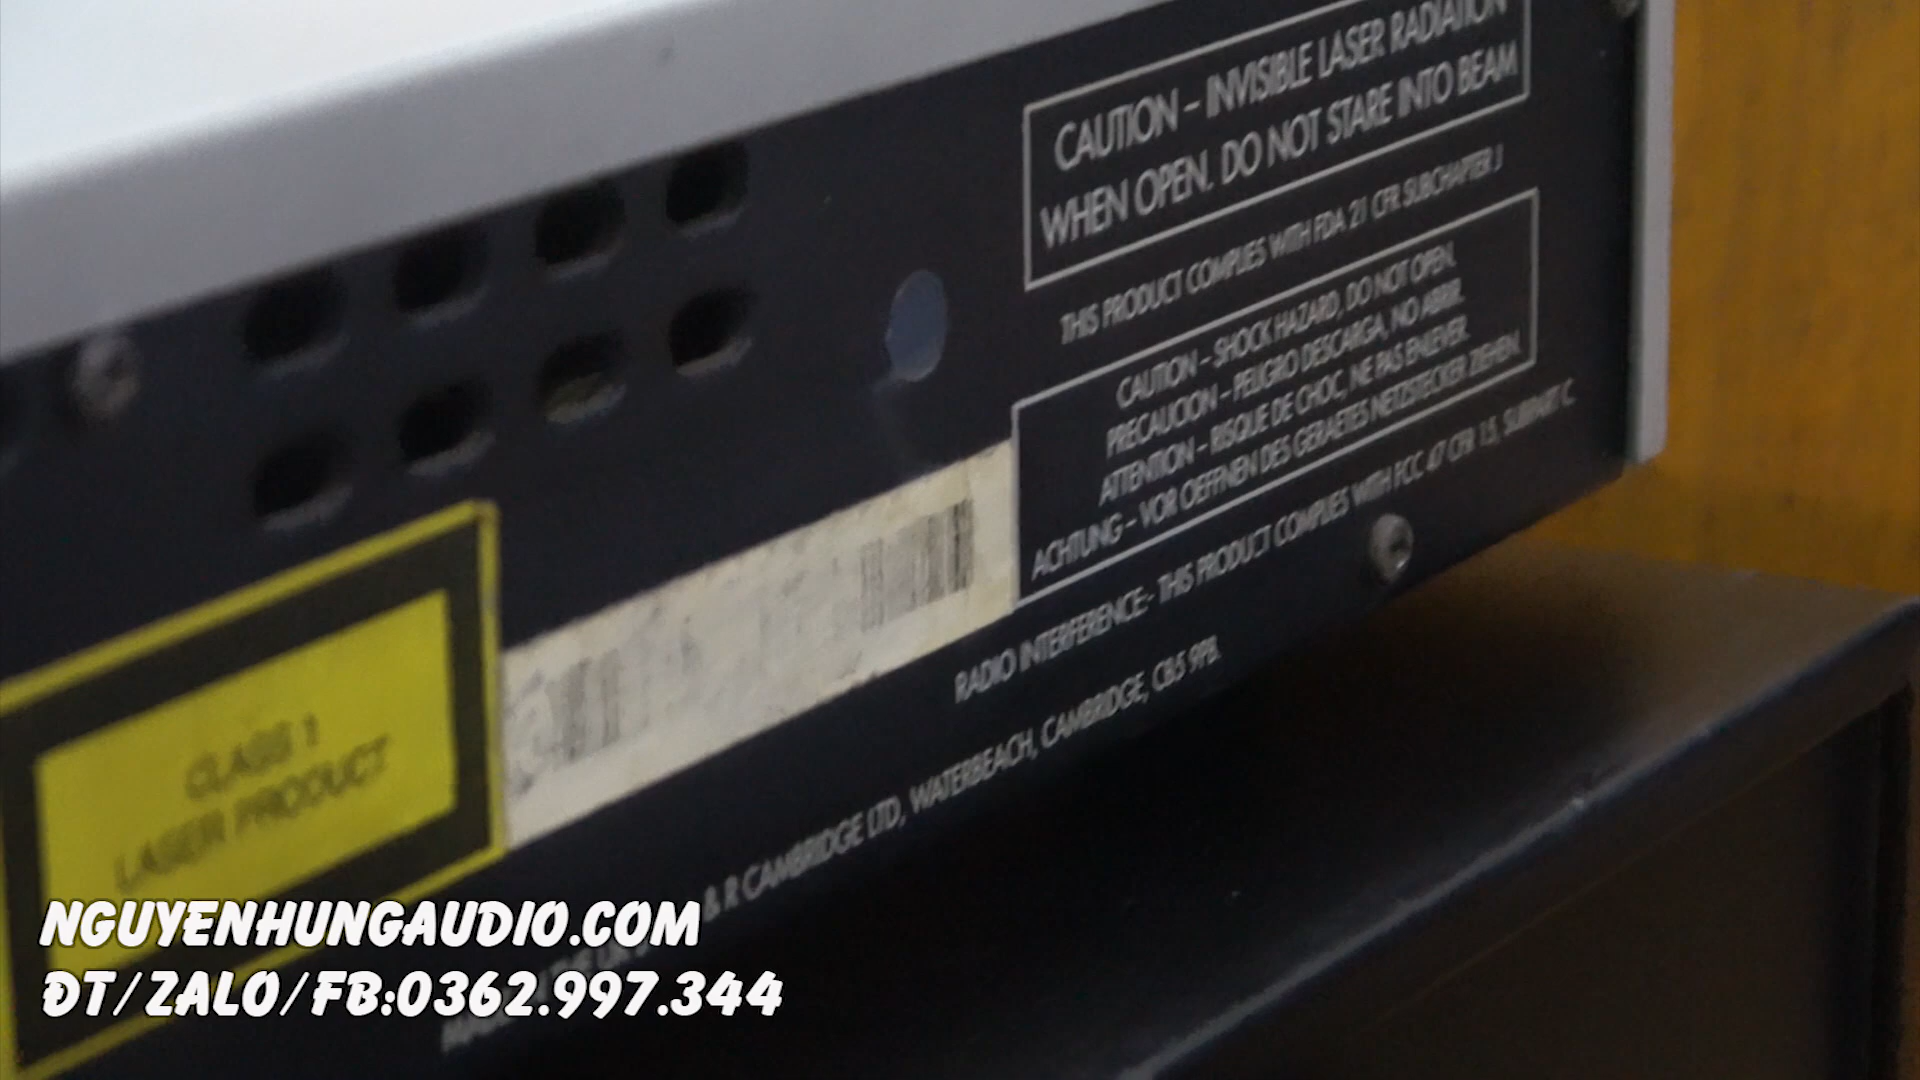 CAUTION – INVISIBLE LASER RADIATION
WHEN OPEN. DO NOT STARE INTO BEAM
THIS PRODUCT COMPLIES WITH FDA 21 CFR SUBCHAPTER J
CAUTION – SHOCK HAZARD, DO NOT OPEN.
PRECAUCION – PELIGRO DESCARGA, NO ABRIR.
ATTENTION – RISQUE DE CHOC, NE PAS ENLEVER.
ACHTUNG – VOR OEFFNEN DES GERAETES NETZSTECKER ZIEHEN.
RADIO INTERFERENCE:- THIS PRODUCT COMPLIES WITH FCC 47 CFR 15, SUBPART C.
& R CAMBRIDGE LTD, WATERBEACH, CAMBRIDGE, CB5 9PB.
CLASS 1
LASER PRODUCT
NGUYENHUNGAUDIO.COM
ĐT/ZALO/FB:0362.997.344